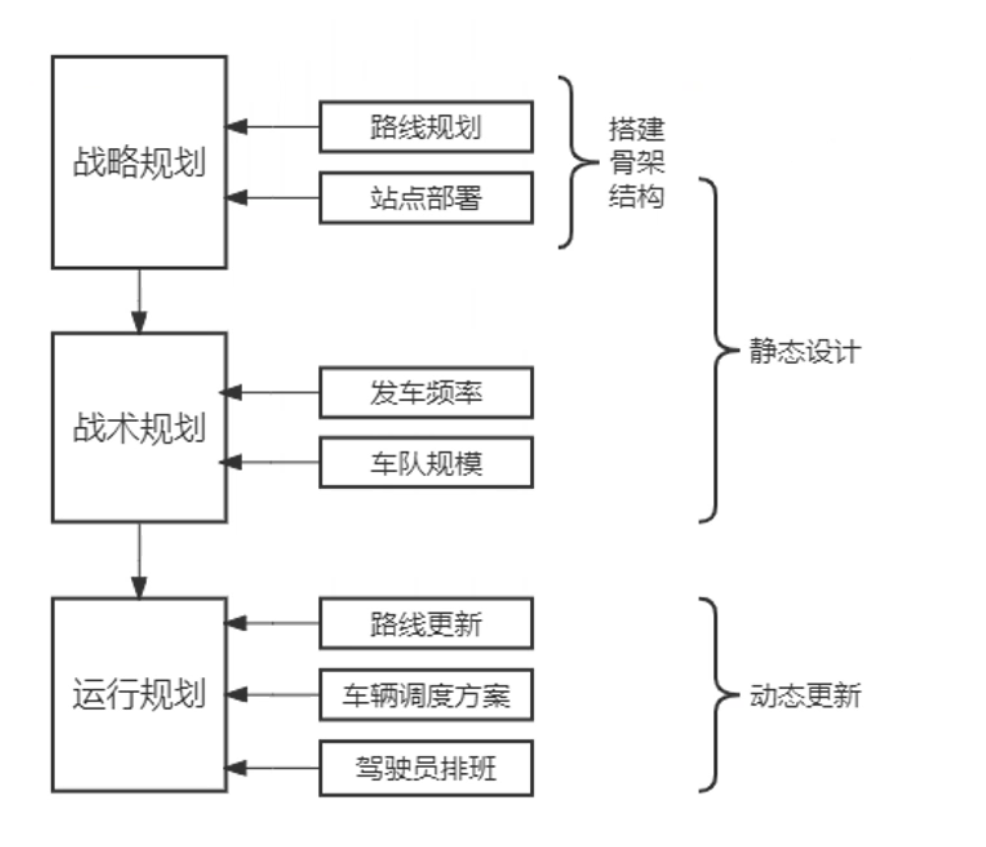 战略规划
路线规划
站点部署
搭建
骨架
结构
战术规划
发车频率
车队规模
静态设计
运行规划
路线更新
车辆调度方案
驾驶员排班
动态更新